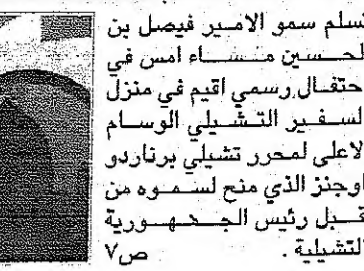 تسلم سمو الامير فيصل بن
الحسين مساء امس في
احتفال رسمي اقيم في منزل
السفير التشيلي الوسام
الاعلى لمحرر تشيلي برناردو
اوجنز الذي منح لسموه من
قبل رئيس الجمهورية
التشيلية . ص٧